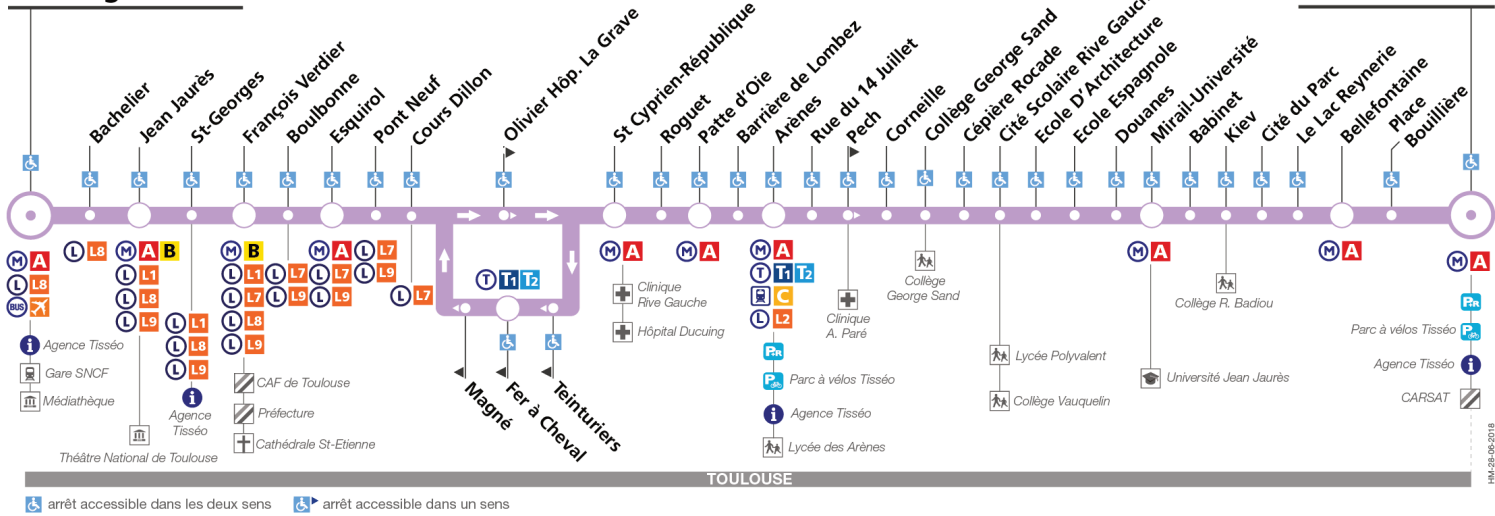 Bachelier
Jean Jaurès
St-Georges
François Verdier
Boulbonne
Esquirol
Pont Neuf
Cours Dillon
Olivier Hôp. La Grave
St Cyprien-République
Roguet
Patte d'Oie
Barrière de Lombez
Arènes
Rue du 14 Juillet
Pech
Corneille
Collège George Sand
Cépière Rocade
Cité Scolaire Rive Gauche
Ecole D'Architecture
Ecole Espagnole
Douanes
Mirail-Université
Babinet
Kiev
Cité du Parc
Le Lac Reynerie
Bellefontaine
Place
Bouillière
M A
L L8
BUS
Agence Tisséo
Gare SNCF
Médiathèque
L L8
M A B
L L1
L L8
L L9
Théâtre National de Toulouse
L L1
L L8
L L9
Agence
Tisséo
M B
L L1
L L7
L L8
L L9
CAF de Toulouse
Préfecture
Cathédrale St-Etienne
L L7
L L9
M A
L L7
L L9
L L7
L L9
L L7
T T1 T2
Magné
Fer à Cheval
Teinturiers
M A
Clinique
Rive Gauche
Hôpital Ducuing
M A
M A
T T1 T2
C
L L2
P+R
P
Parc à vélos Tisséo
Agence Tisséo
Lycée des Arènes
Clinique
A. Paré
Collège
George Sand
Lycée Polyvalent
Collège Vauquelin
M A
Université Jean Jaurès
Collège R. Badiou
M A
M A
P+R
Parc à vélos Tisséo
P
Agence Tisséo
CARSAT
HM-28-06-2018
TOULOUSE
arrêt accessible dans les deux sens
arrêt accessible dans un sens